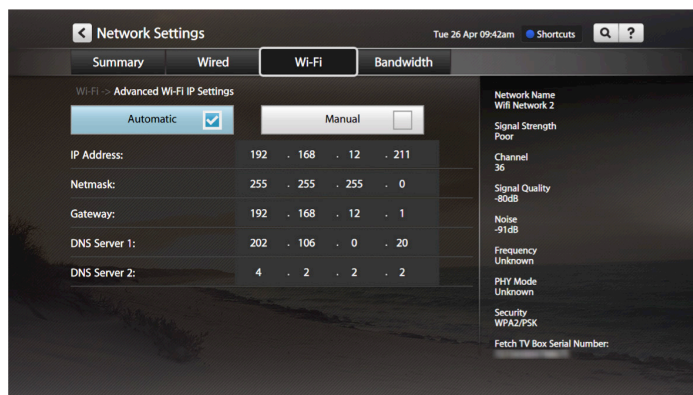 Network Settings
Tue 26 Apr 09:42am Shortcuts ?
Summary Wired Wi-Fi Bandwidth
Wi-Fi -> Advanced Wi-Fi IP Settings
Automatic Manual
IP Address: 192 . 168 . 12 . 211
Netmask: 255 . 255 . 255 . 0
Gateway: 192 . 168 . 12 . 1
DNS Server 1: 202 . 106 . 0 . 20
DNS Server 2: 4 . 2 . 2 . 2
Network Name
Wifi Network 2
Signal Strength
Poor
Channel
36
Signal Quality
-80dB
Noise
-91dB
Frequency
Unknown
PHY Mode
Unknown
Security
WPA2/PSK
Fetch TV Box Serial Number: